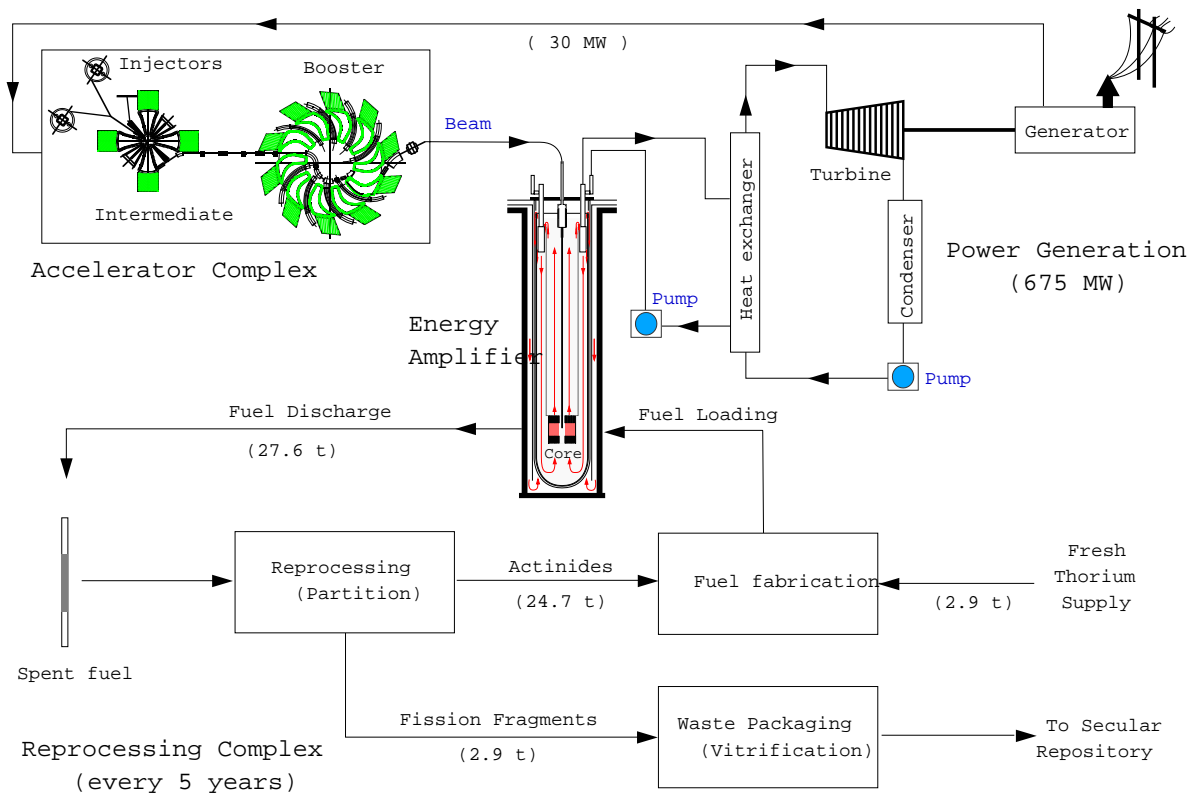 ( 30 MW )
Injectors
Booster
Intermediate
Accelerator Complex
Beam
Heat exchanger
Turbine
Generator
Condenser
Power Generation
(675 MW)
Pump
Pump
Energy
Amplifier
Core
Fuel Discharge
(27.6 t)
Fuel Loading
Spent fuel
Reprocessing
(Partition)
Actinides
(24.7 t)
Fuel fabrication
(2.9 t)
Fresh
Thorium
Supply
Fission Fragments
(2.9 t)
Waste Packaging
(Vitrification)
To Secular
Repository
Reprocessing Complex
(every 5 years)